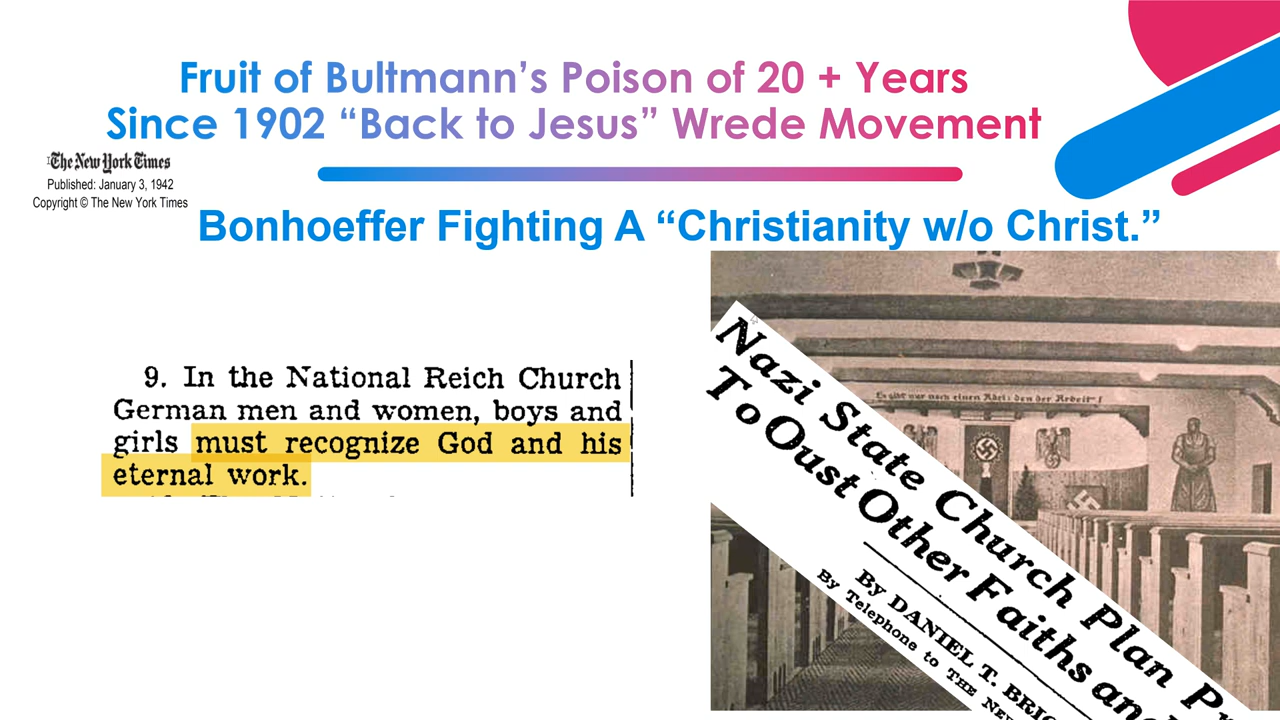 Fruit of Bultmann’s Poison of 20 + Years
Since 1902 “Back to Jesus” Wrede Movement
The New York Times
Published: January 3, 1942
Copyright © The New York Times
Bonhoeffer Fighting A “Christianity w/o Christ.”
9. In the National Reich Church
German men and women, boys and
girls must recognize God and his
eternal work.
Nazi State Church Plan
To Oust Other Faiths and
By DANIEL T.
By Telephone to THE